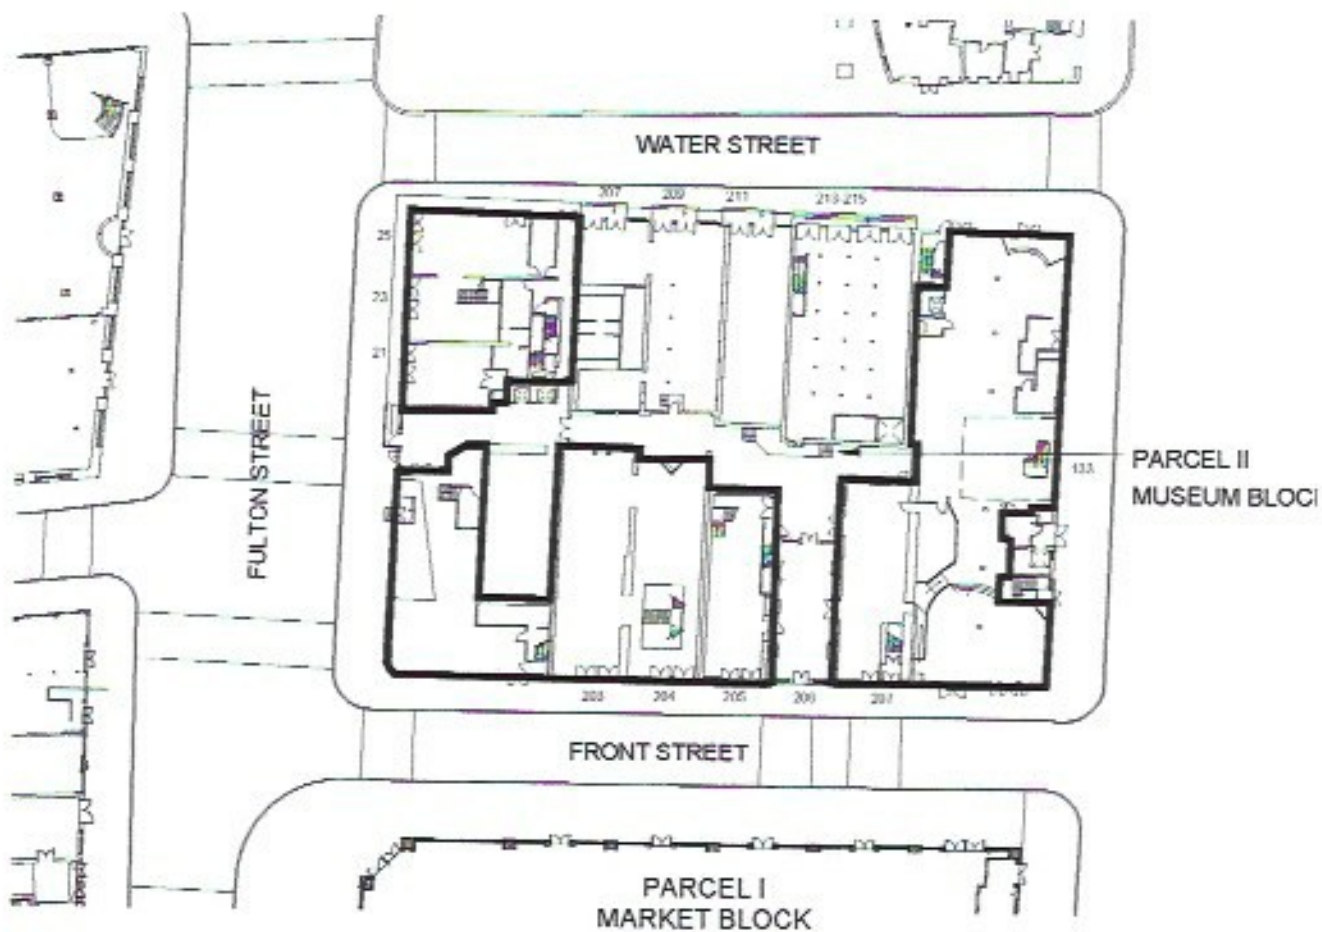 WATER STREET
207
209
211
213-215
25
23
21
FULTON STREET
PARCEL II
MUSEUM BLOCI
133
203
204
205
206
207
FRONT STREET
PARCEL I
MARKET BLOCK